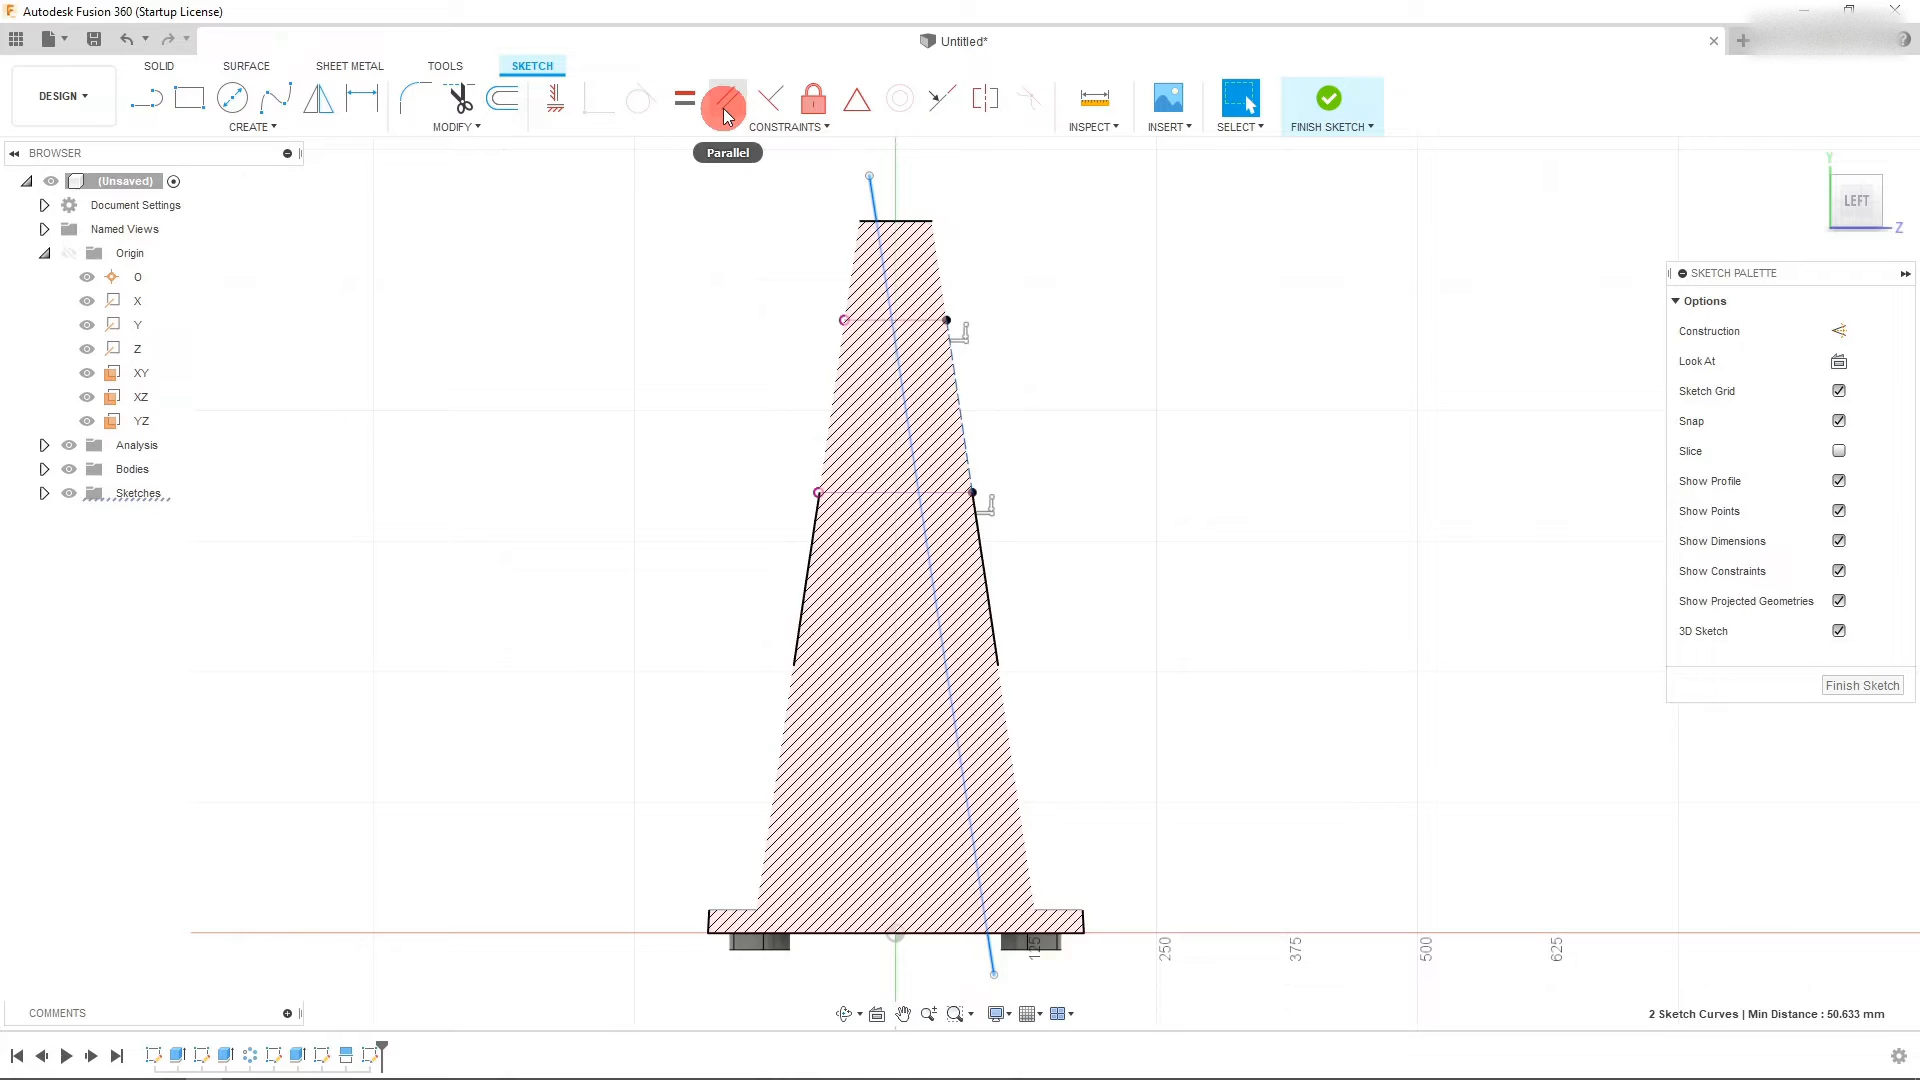 Autodesk Fusion 360 (Startup License)
Untitled*
SOLID SURFACE SHEET METAL TOOLS SKETCH
DESIGN
CREATE MODIFY CONSTRAINTS INSPECT INSERT SELECT FINISH SKETCH
BROWSER
Parallel
(Unsaved)
Document Settings
Named Views
Origin
O
X
Y
Z
XY
XZ
YZ
Analysis
Bodies
Sketches
Y
LEFT
Z
SKETCH PALETTE
Options
Construction
Look At
Sketch Grid
Snap
Slice
Show Profile
Show Points
Show Dimensions
Show Constraints
Show Projected Geometries
3D Sketch
Finish Sketch
125
250
375
500
625
COMMENTS
2 Sketch Curves | Min Distance : 50.633 mm